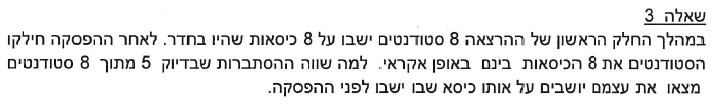 שאלה 3
במהלך החלק הראשון של ההרצאה 8 סטודנטים ישבו על 8 כיסאות שהיו בחדר. לאחר ההפסקה חילקו
הסטודנטים את 8 הכיסאות בינם באופן אקראי. למה שווה ההסתברות שבדיוק 5 מתוך 8 סטודנטים
מצאו את עצמם יושבים על אותו כיסא שבו ישבו לפני ההפסקה.